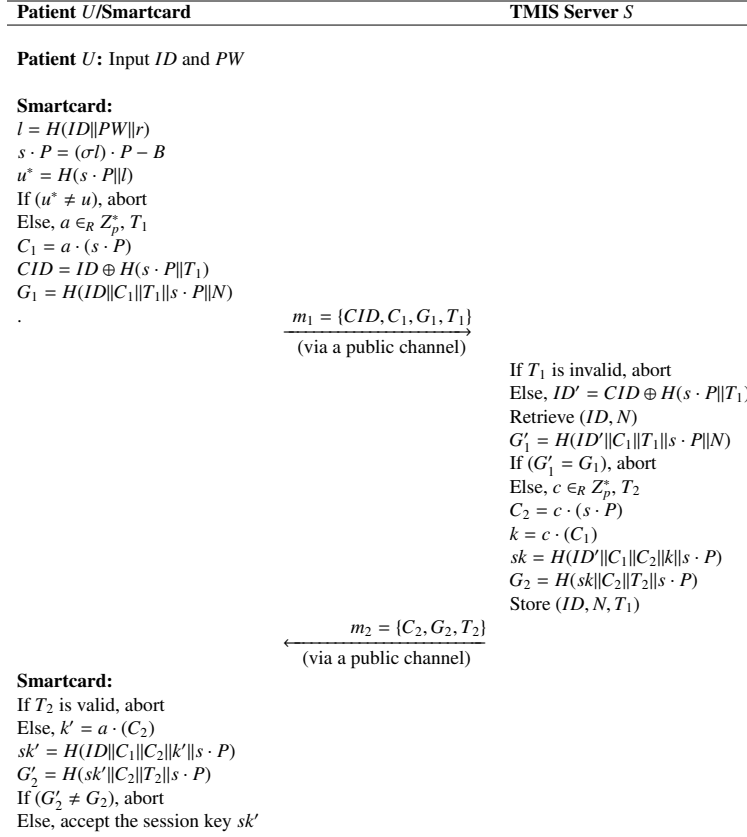 Patient U/Smartcard TMIS Server S
Patient U: Input ID and PW
Smartcard:
l = H(ID||PW||r)
s · P = (σl) · P − B
u* = H(s · P||l)
If (u* ≠ u), abort
Else, a ∈R Z*p, T1
C1 = a · (s · P)
CID = ID ⊕ H(s · P||T1)
G1 = H(ID||C1||T1||s · P||N)
.
m1 = {CID, C1, G1, T1}
(via a public channel)
If T1 is invalid, abort
Else, ID′ = CID ⊕ H(s · P||T1)
Retrieve (ID, N)
G′1 = H(ID′||C1||T1||s · P||N)
If (G′1 = G1), abort
Else, c ∈R Z*p, T2
C2 = c · (s · P)
k = c · (C1)
sk = H(ID′||C1||C2||k||s · P)
G2 = H(sk||C2||T2||s · P)
Store (ID, N, T1)
m2 = {C2, G2, T2}
(via a public channel)
Smartcard:
If T2 is valid, abort
Else, k′ = a · (C2)
sk′ = H(ID||C1||C2||k′||s · P)
G′2 = H(sk′||C2||T2||s · P)
If (G′2 ≠ G2), abort
Else, accept the session key sk′